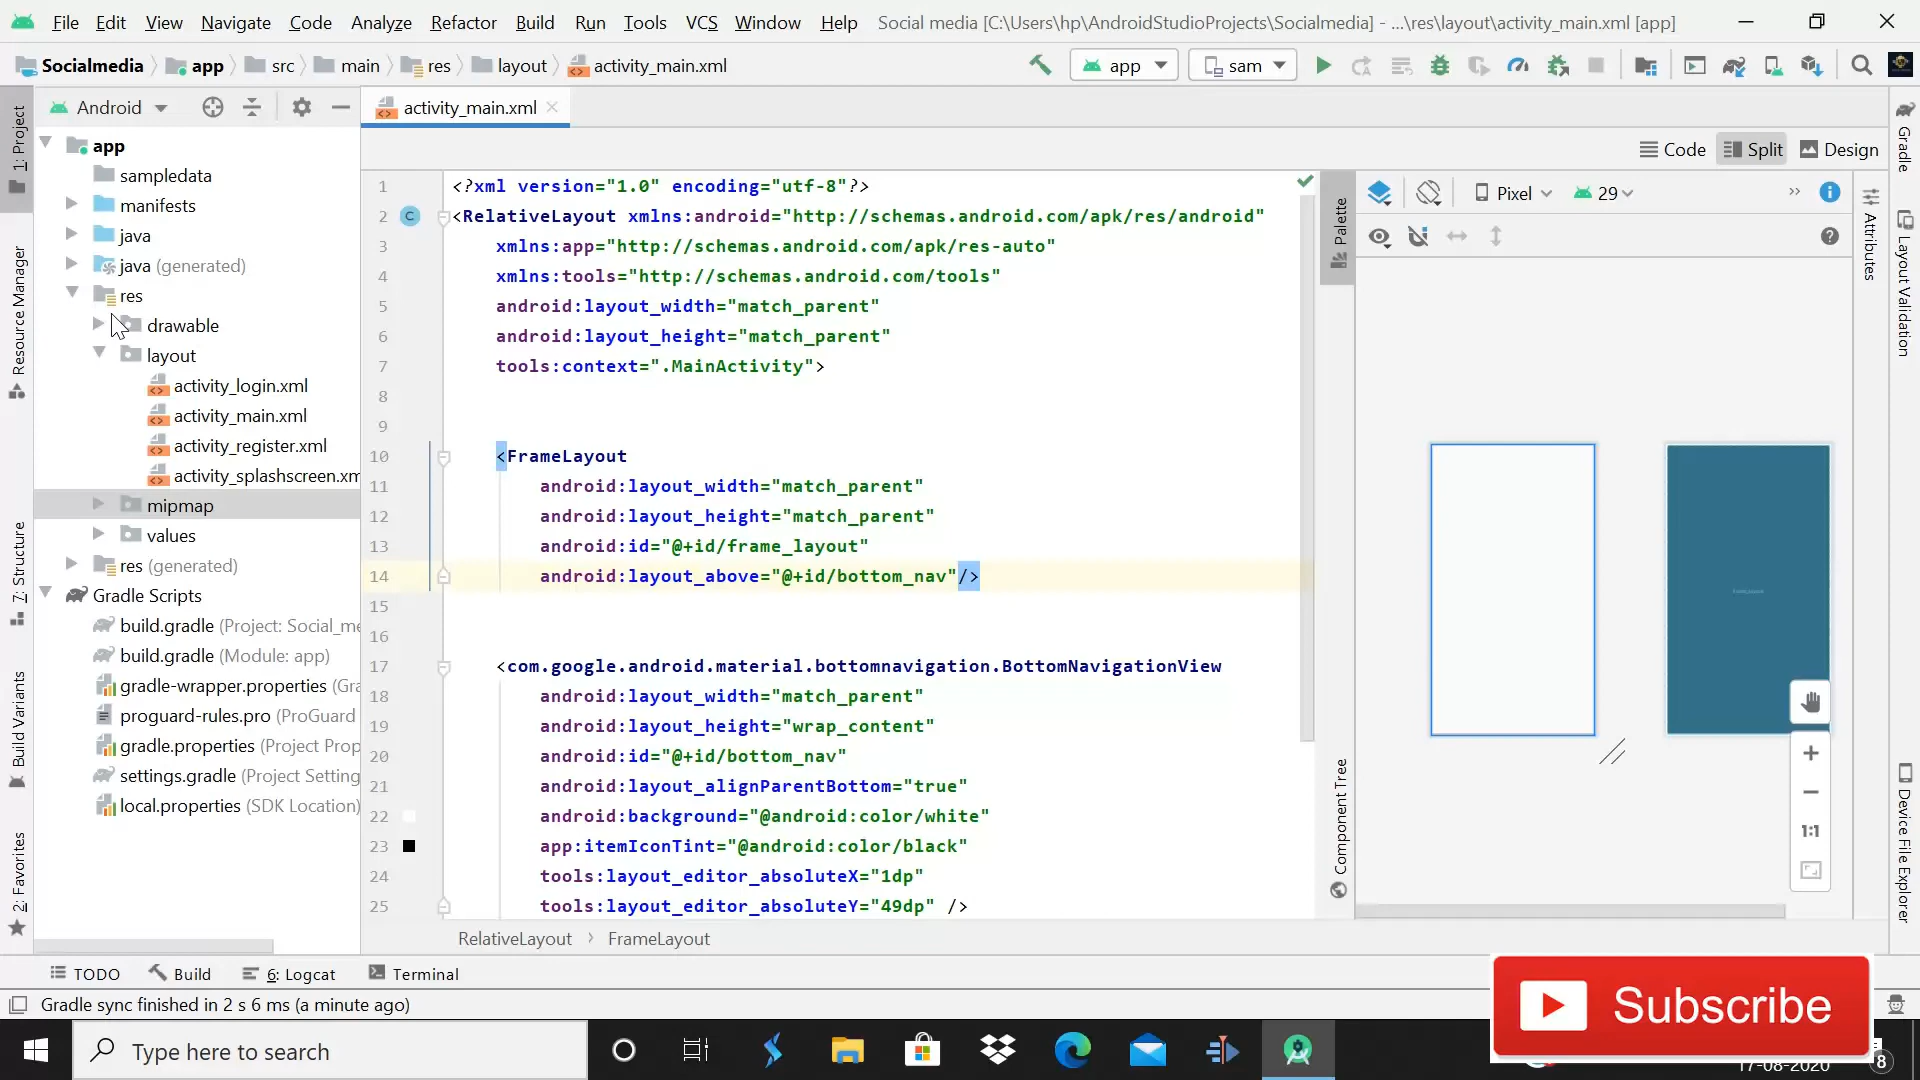 File Edit View Navigate Code Analyze Refactor Build Run Tools VCS Window Help Social media [C:\Users\hp\AndroidStudioProjects\Socialmedia] - ...\res\layout\activity_main.xml [app]
Socialmedia app src main res layout activity_main.xml app sam
Android
activity_main.xml
Code Split Design
1: Project
Resource Manager
7: Structure
Build Variants
2: Favorites
app
sampledata
manifests
java
java (generated)
res
drawable
layout
activity_login.xml
activity_main.xml
activity_register.xml
activity_splashscreen.xm
mipmap
values
res (generated)
Gradle Scripts
build.gradle (Project: Social_me
build.gradle (Module: app)
gradle-wrapper.properties (Gra
proguard-rules.pro (ProGuard
gradle.properties (Project Prop
settings.gradle (Project Setting
local.properties (SDK Location)
1 <?xml version="1.0" encoding="utf-8"?>
2 C <RelativeLayout xmlns:android="http://schemas.android.com/apk/res/android"
3 xmlns:app="http://schemas.android.com/apk/res-auto"
4 xmlns:tools="http://schemas.android.com/tools"
5 android:layout_width="match_parent"
6 android:layout_height="match_parent"
7 tools:context=".MainActivity">
8
9
10 <FrameLayout
11 android:layout_width="match_parent"
12 android:layout_height="match_parent"
13 android:id="@+id/frame_layout"
14 android:layout_above="@+id/bottom_nav"/>
15
16
17 <com.google.android.material.bottomnavigation.BottomNavigationView
18 android:layout_width="match_parent"
19 android:layout_height="wrap_content"
20 android:id="@+id/bottom_nav"
21 android:layout_alignParentBottom="true"
22 android:background="@android:color/white"
23 app:itemIconTint="@android:color/black"
24 tools:layout_editor_absoluteX="1dp"
25 tools:layout_editor_absoluteY="49dp" />
RelativeLayout FrameLayout
Palette
Component Tree
Pixel 29
1:1
Attributes
Gradle
Layout Validation
Device File Explorer
TODO Build 6: Logcat Terminal
Gradle sync finished in 2 s 6 ms (a minute ago)
Subscribe
Type here to search
17-08-2020
8